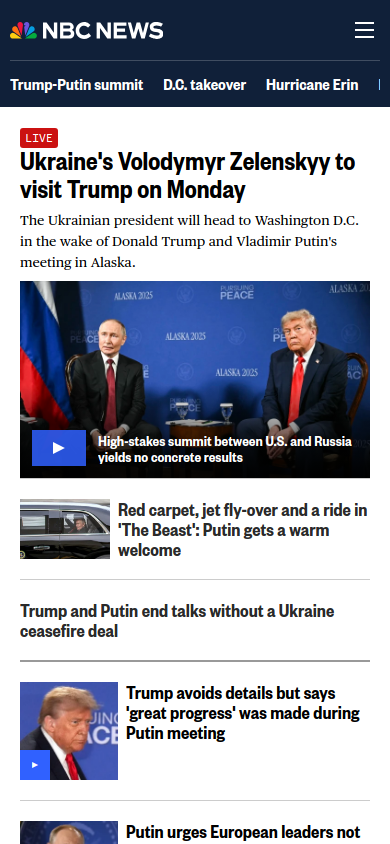 NBC NEWS
Trump-Putin summit D.C. takeover Hurricane Erin
LIVE
Ukraine's Volodymyr Zelenskyy to
visit Trump on Monday
The Ukrainian president will head to Washington D.C.
in the wake of Donald Trump and Vladimir Putin's
meeting in Alaska.
PURSUING
PEACE
ALASKA 2025
ALASKA 2025
ALASKA 2025
High-stakes summit between U.S. and Russia
yields no concrete results
Red carpet, jet fly-over and a ride in
'The Beast': Putin gets a warm
welcome
Trump and Putin end talks without a Ukraine
ceasefire deal
Trump avoids details but says
'great progress' was made during
Putin meeting
Putin urges European leaders not